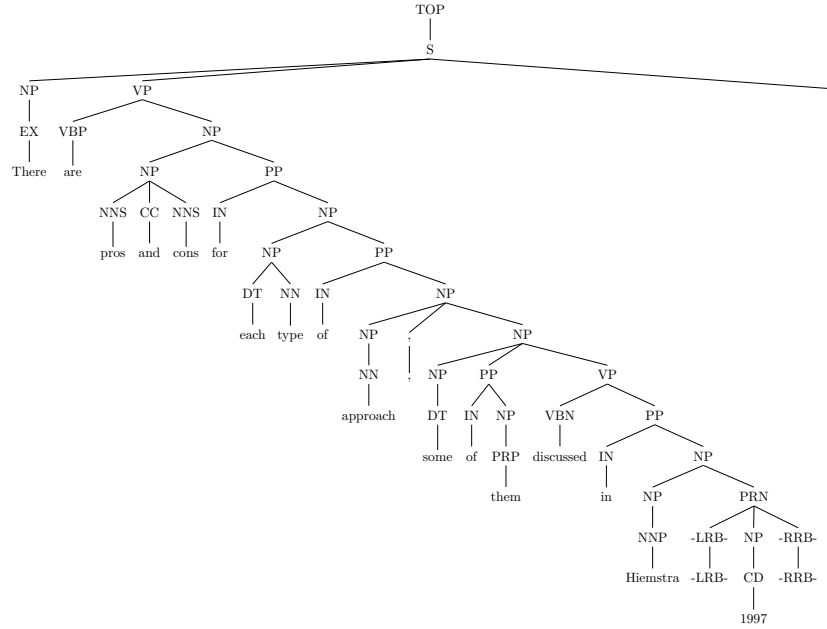 TOP
S
NP VP
EX VBP NP
There are NP PP
NNS CC NNS IN NP
pros and cons for NP PP
DT NN IN NP
each type of NP , NP
NN , NP PP VP
approach DT IN NP VBN PP
some of PRP discussed IN NP
them in NP PRN
NNP -LRB- NP -RRB-
Hiemstra -LRB- CD -RRB-
1997